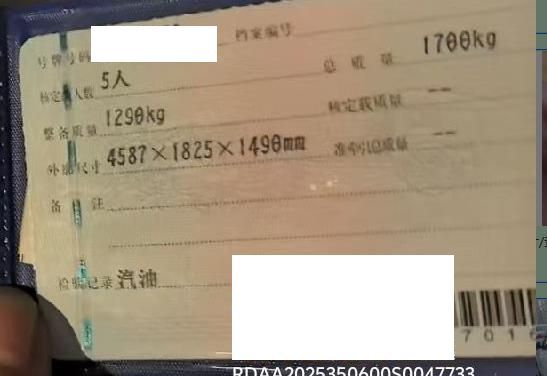 号牌号码 档案编号
核定载人数 5人 总质量 1700kg
整备质量 1290kg 核定载质量 --
外廓尺寸 4587×1825×1490mm 准牵引总质量 --
备注
检验记录 汽油
7016
RDAA2025350600S0047733